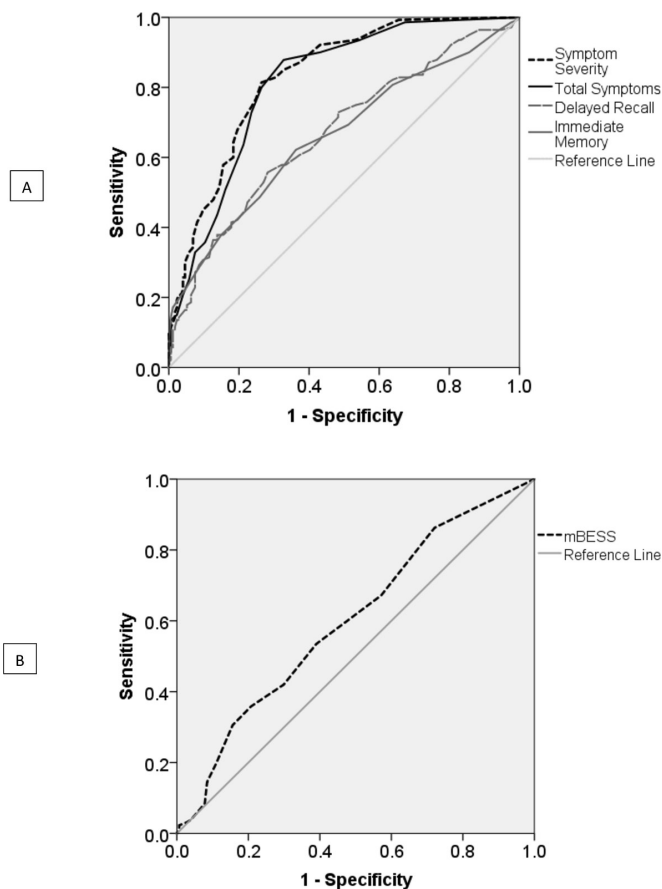 A
Sensitivity
1.0
0.8
0.6
0.4
0.2
0.0
0.0 0.2 0.4 0.6 0.8 1.0
1 - Specificity
Symptom
Severity
Total Symptoms
Delayed Recall
Immediate
Memory
Reference Line
B
Sensitivity
1.0
0.8
0.6
0.4
0.2
0.0
0.0 0.2 0.4 0.6 0.8 1.0
1 - Specificity
mBESS
Reference Line